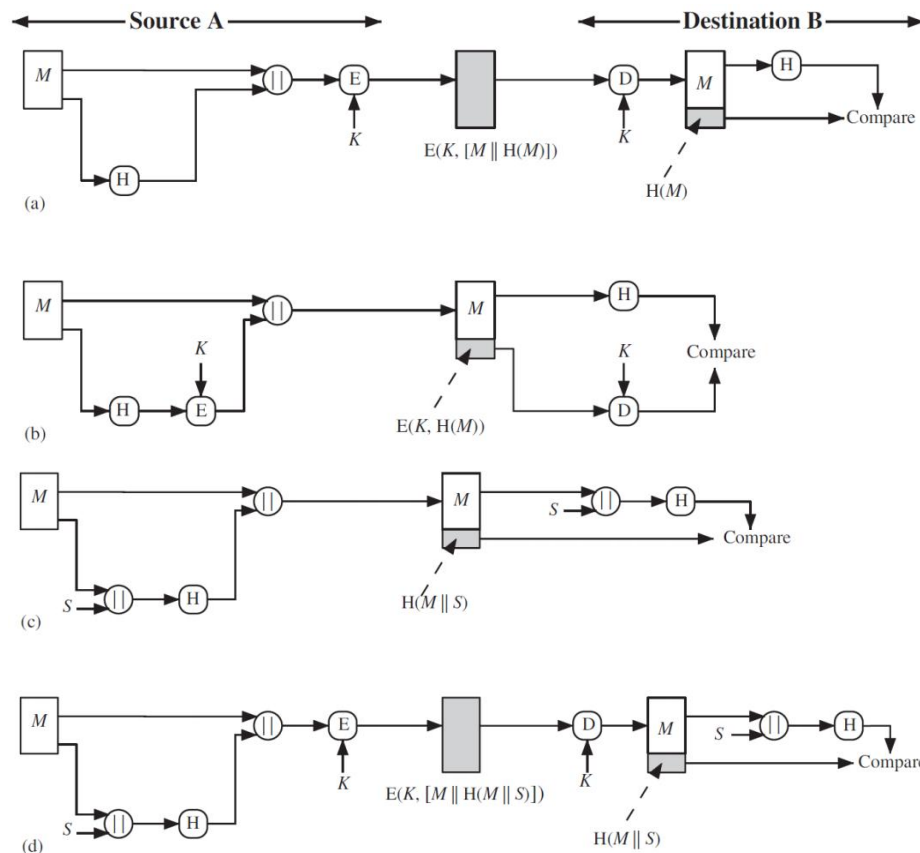 Source A Destination B
M || E D M H
K K Compare
E(K, [M || H(M)])
H H(M)
(a)
M || M H
K K Compare
H E D
E(K, H(M))
(b)
M || M || H
S Compare
S || H H(M || S)
(c)
M || E D M || H
S
K K Compare
E(K, [M || H(M || S)])
S || H H(M || S)
(d)